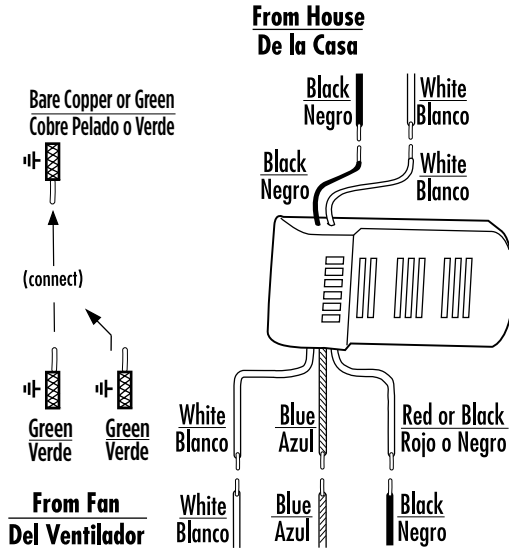 From House
De la Casa
Bare Copper or Green
Cobre Pelado o Verde
Black
Negro
White
Blanco
Black
Negro
White
Blanco
(connect)
Green
Verde
Green
Verde
White
Blanco
Blue
Azul
Red or Black
Rojo o Negro
From Fan
Del Ventilador
White
Blanco
Blue
Azul
Black
Negro